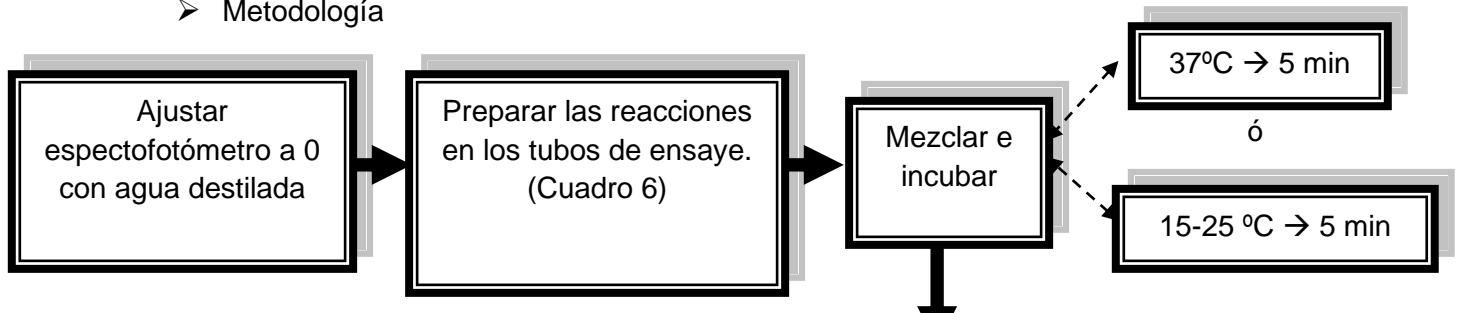 ➢ Metodología
Ajustar
espectofotómetro a 0
con agua destilada
Preparar las reacciones
en los tubos de ensaye.
(Cuadro 6)
Mezclar e
incubar
37ºC → 5 min
ó
15-25 ºC → 5 min